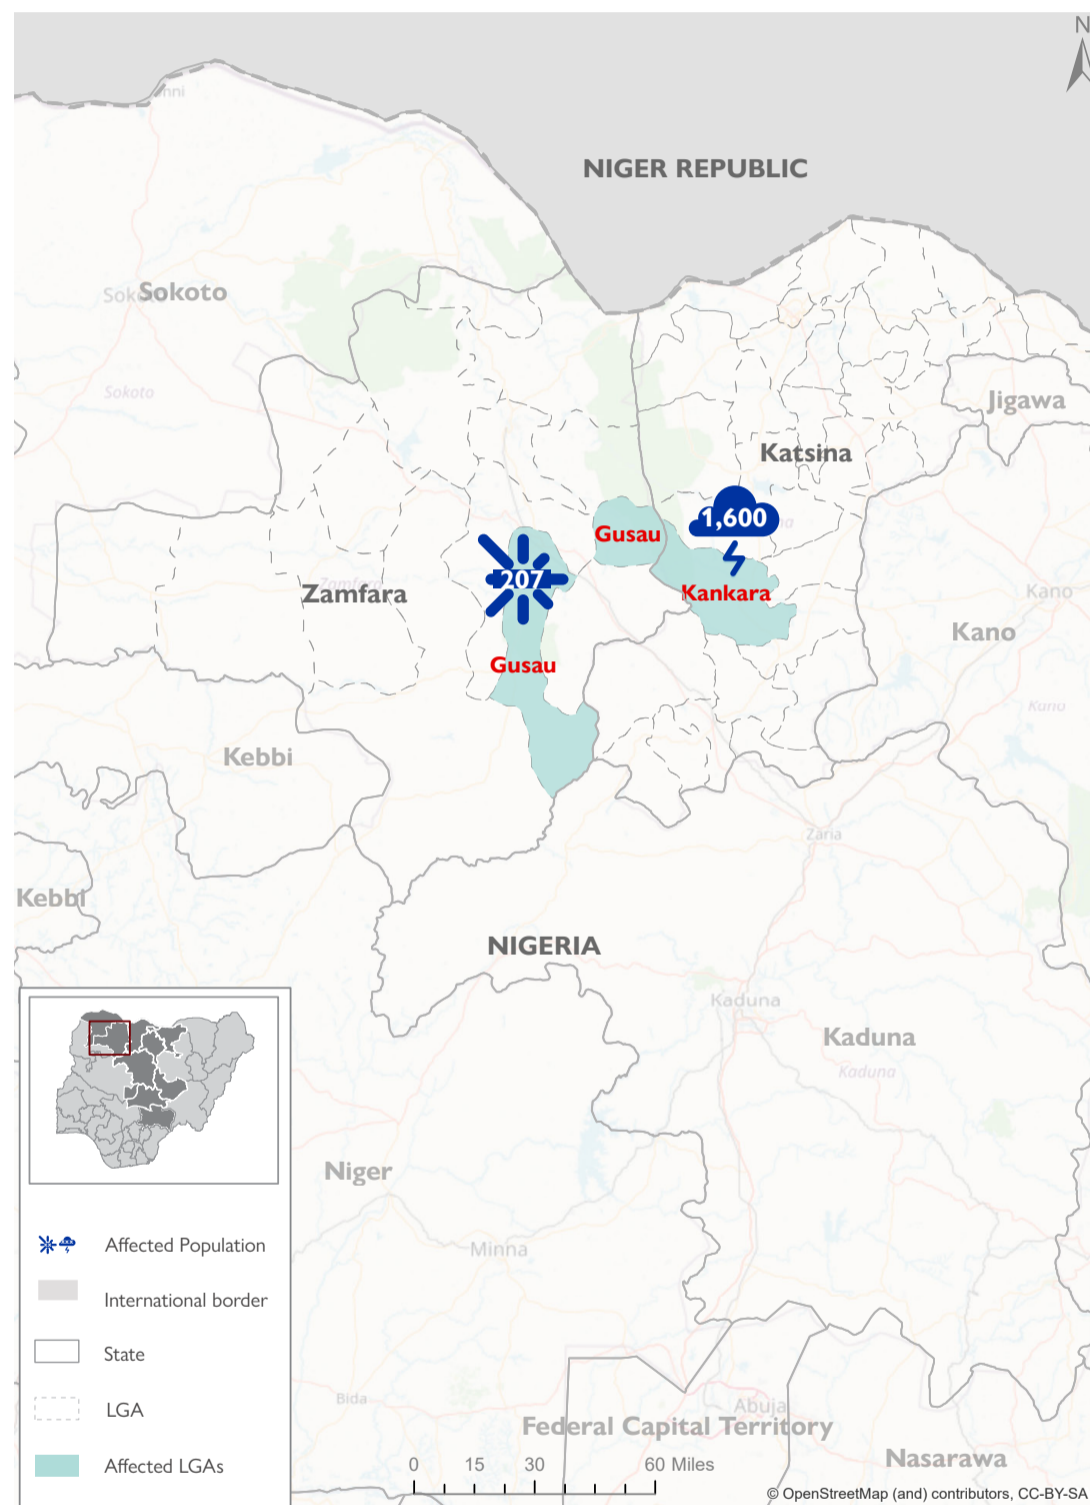 N
NIGER REPUBLIC
Sokoto
Sokoto
Jigawa
Katsina
1,600
Gusau
207
Zamfara
Zamfara
Kankara
Kano
Kano
Gusau
Kano
Kebbi
Zaria
Kebbi
NIGERIA
Kaduna
Kaduna
Kaduna
Niger
Minna
Bida
Abuja
Federal Capital Territory
Nasarawa
Affected Population
International border
State
LGA
Affected LGAs
0 15 30 60 Miles
© OpenStreetMap (and) contributors, CC-BY-SA